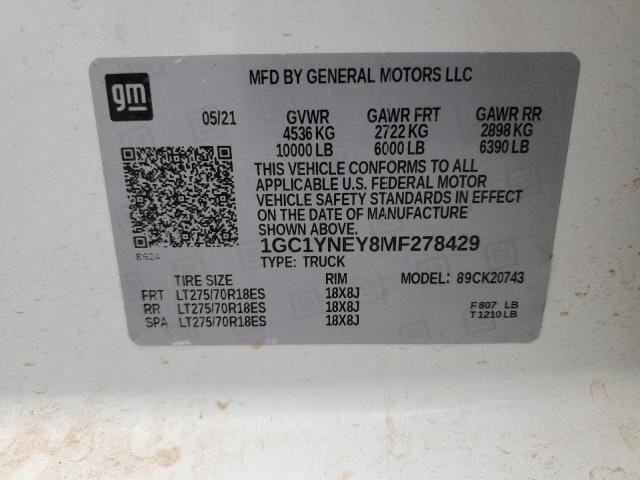 gm
MFD BY GENERAL MOTORS LLC
05/21 GVWR GAWR FRT GAWR RR
4536 KG 2722 KG 2898 KG
10000 LB 6000 LB 6390 LB
THIS VEHICLE CONFORMS TO ALL
APPLICABLE U.S. FEDERAL MOTOR
VEHICLE SAFETY STANDARDS IN EFFECT
ON THE DATE OF MANUFACTURE
SHOWN ABOVE.
8624
1GC1YNEY8MF278429
TYPE: TRUCK
TIRE SIZE RIM MODEL: 89CK20743
FRT LT275/70R18ES 18X8J
RR LT275/70R18ES 18X8J F 807 LB
SPA LT275/70R18ES 18X8J T 1210 LB